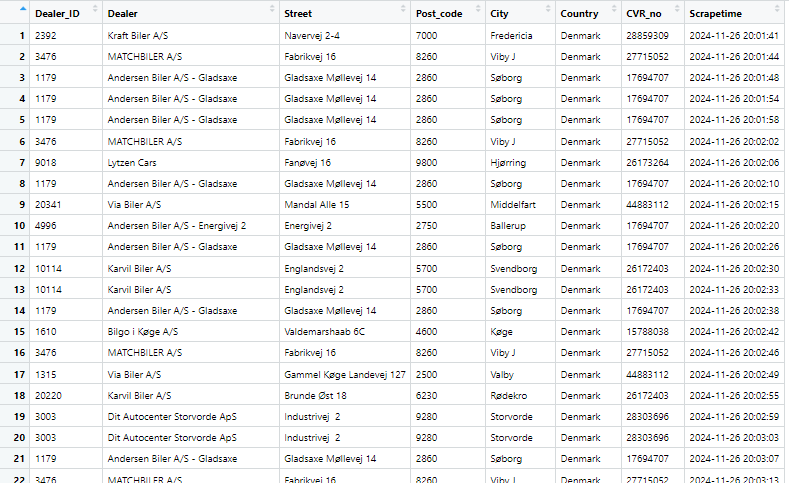 Dealer_ID Dealer Street Post_code City Country CVR_no Scrapetime
1 2392 Kraft Biler A/S Navervej 2-4 7000 Fredericia Denmark 28859309 2024-11-26 20:01:41
2 3476 MATCHBILER A/S Fabrikvej 16 8260 Viby J Denmark 27715052 2024-11-26 20:01:44
3 1179 Andersen Biler A/S - Gladsaxe Gladsaxe Møllevej 14 2860 Søborg Denmark 17694707 2024-11-26 20:01:48
4 1179 Andersen Biler A/S - Gladsaxe Gladsaxe Møllevej 14 2860 Søborg Denmark 17694707 2024-11-26 20:01:54
5 1179 Andersen Biler A/S - Gladsaxe Gladsaxe Møllevej 14 2860 Søborg Denmark 17694707 2024-11-26 20:01:58
6 3476 MATCHBILER A/S Fabrikvej 16 8260 Viby J Denmark 27715052 2024-11-26 20:02:02
7 9018 Lytzen Cars Fanøvej 16 9800 Hjørring Denmark 26173264 2024-11-26 20:02:06
8 1179 Andersen Biler A/S - Gladsaxe Gladsaxe Møllevej 14 2860 Søborg Denmark 17694707 2024-11-26 20:02:10
9 20341 Via Biler A/S Mandal Alle 15 5500 Middelfart Denmark 44883112 2024-11-26 20:02:15
10 4996 Andersen Biler A/S - Energivej 2 Energivej 2 2750 Ballerup Denmark 17694707 2024-11-26 20:02:20
11 1179 Andersen Biler A/S - Gladsaxe Gladsaxe Møllevej 14 2860 Søborg Denmark 17694707 2024-11-26 20:02:26
12 10114 Karvil Biler A/S Englandsvej 2 5700 Svendborg Denmark 26172403 2024-11-26 20:02:30
13 10114 Karvil Biler A/S Englandsvej 2 5700 Svendborg Denmark 26172403 2024-11-26 20:02:33
14 1179 Andersen Biler A/S - Gladsaxe Gladsaxe Møllevej 14 2860 Søborg Denmark 17694707 2024-11-26 20:02:38
15 1610 Bilgo i Køge A/S Valdemarshaab 6C 4600 Køge Denmark 15788038 2024-11-26 20:02:42
16 3476 MATCHBILER A/S Fabrikvej 16 8260 Viby J Denmark 27715052 2024-11-26 20:02:46
17 1315 Via Biler A/S Gammel Køge Landevej 127 2500 Valby Denmark 44883112 2024-11-26 20:02:49
18 20220 Karvil Biler A/S Brunde Øst 18 6230 Rødekro Denmark 26172403 2024-11-26 20:02:55
19 3003 Dit Autocenter Storvorde ApS Industrivej 2 9280 Storvorde Denmark 28303696 2024-11-26 20:02:59
20 3003 Dit Autocenter Storvorde ApS Industrivej 2 9280 Storvorde Denmark 28303696 2024-11-26 20:03:03
21 1179 Andersen Biler A/S - Gladsaxe Gladsaxe Møllevej 14 2860 Søborg Denmark 17694707 2024-11-26 20:03:07
22 3476 MATCHBILER A/S Fabrikvej 16 8260 Viby J Denmark 27715052 2024-11-26 20:03:13